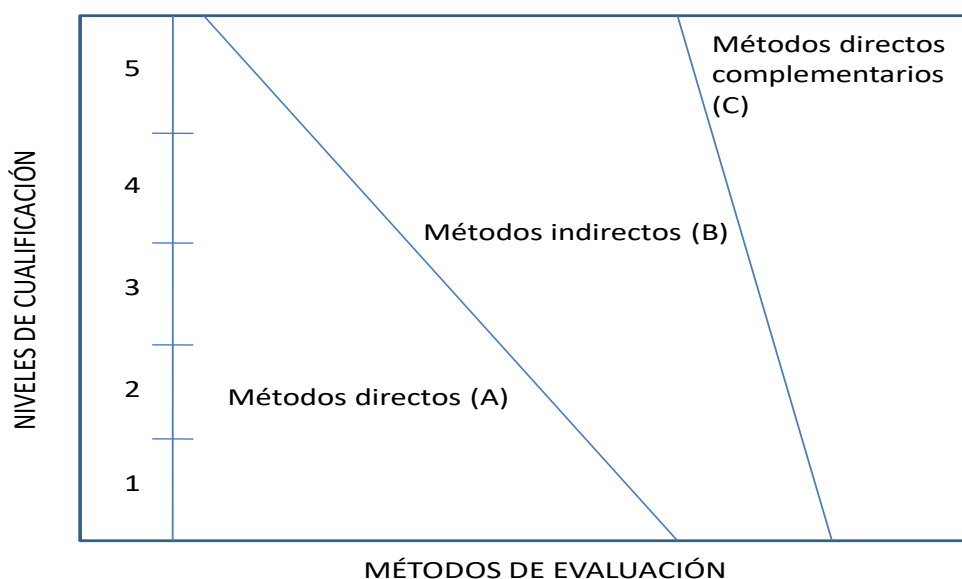 NIVELES DE CUALIFICACIÓN
5
4
3
2
1
Métodos directos
complementarios
(C)
Métodos indirectos (B)
Métodos directos (A)
MÉTODOS DE EVALUACIÓN